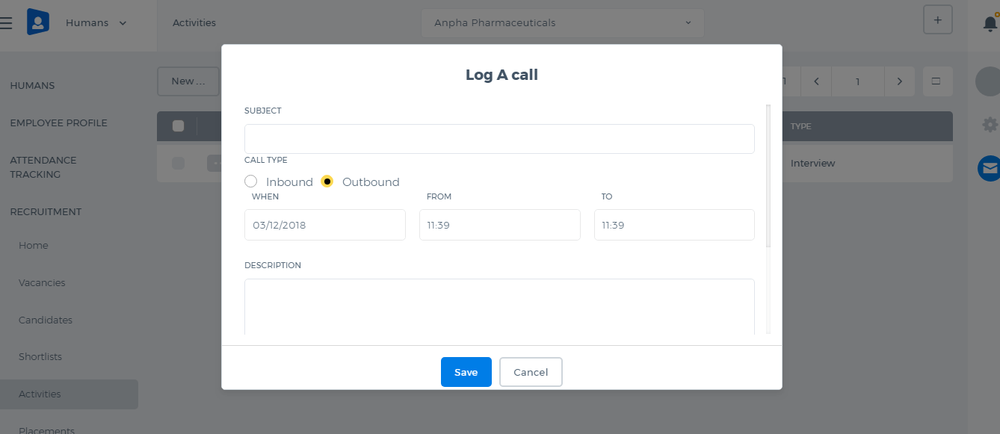 Humans
Activities
Anpha Pharmaceuticals
+
HUMANS
EMPLOYEE PROFILE
ATTENDANCE
TRACKING
RECRUITMENT
Home
Vacancies
Candidates
Shortlists
Activities
Placements
New ...
1
1
TYPE
Interview
Log A call
SUBJECT
CALL TYPE
Inbound
Outbound
WHEN
FROM
TO
03/12/2018
11:39
11:39
DESCRIPTION
Save
Cancel